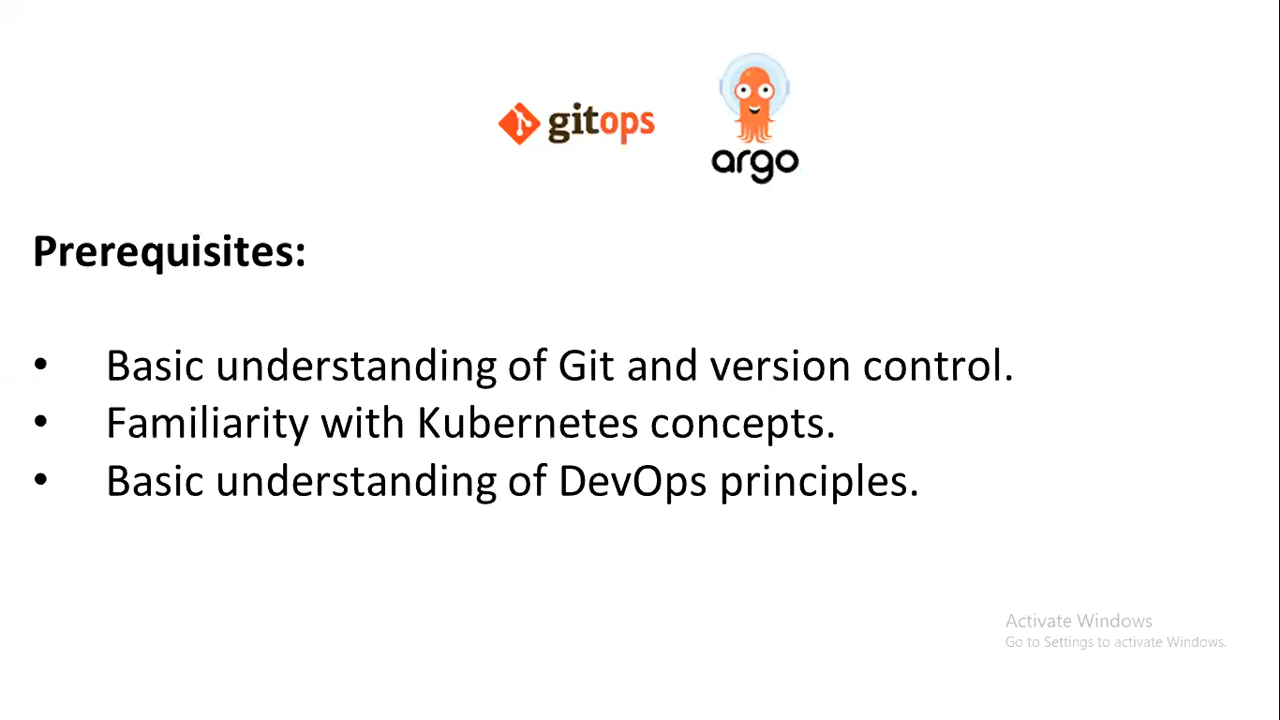 gitops
argo
Prerequisites:
• Basic understanding of Git and version control.
• Familiarity with Kubernetes concepts.
• Basic understanding of DevOps principles.
Activate Windows
Go to Settings to activate Windows.